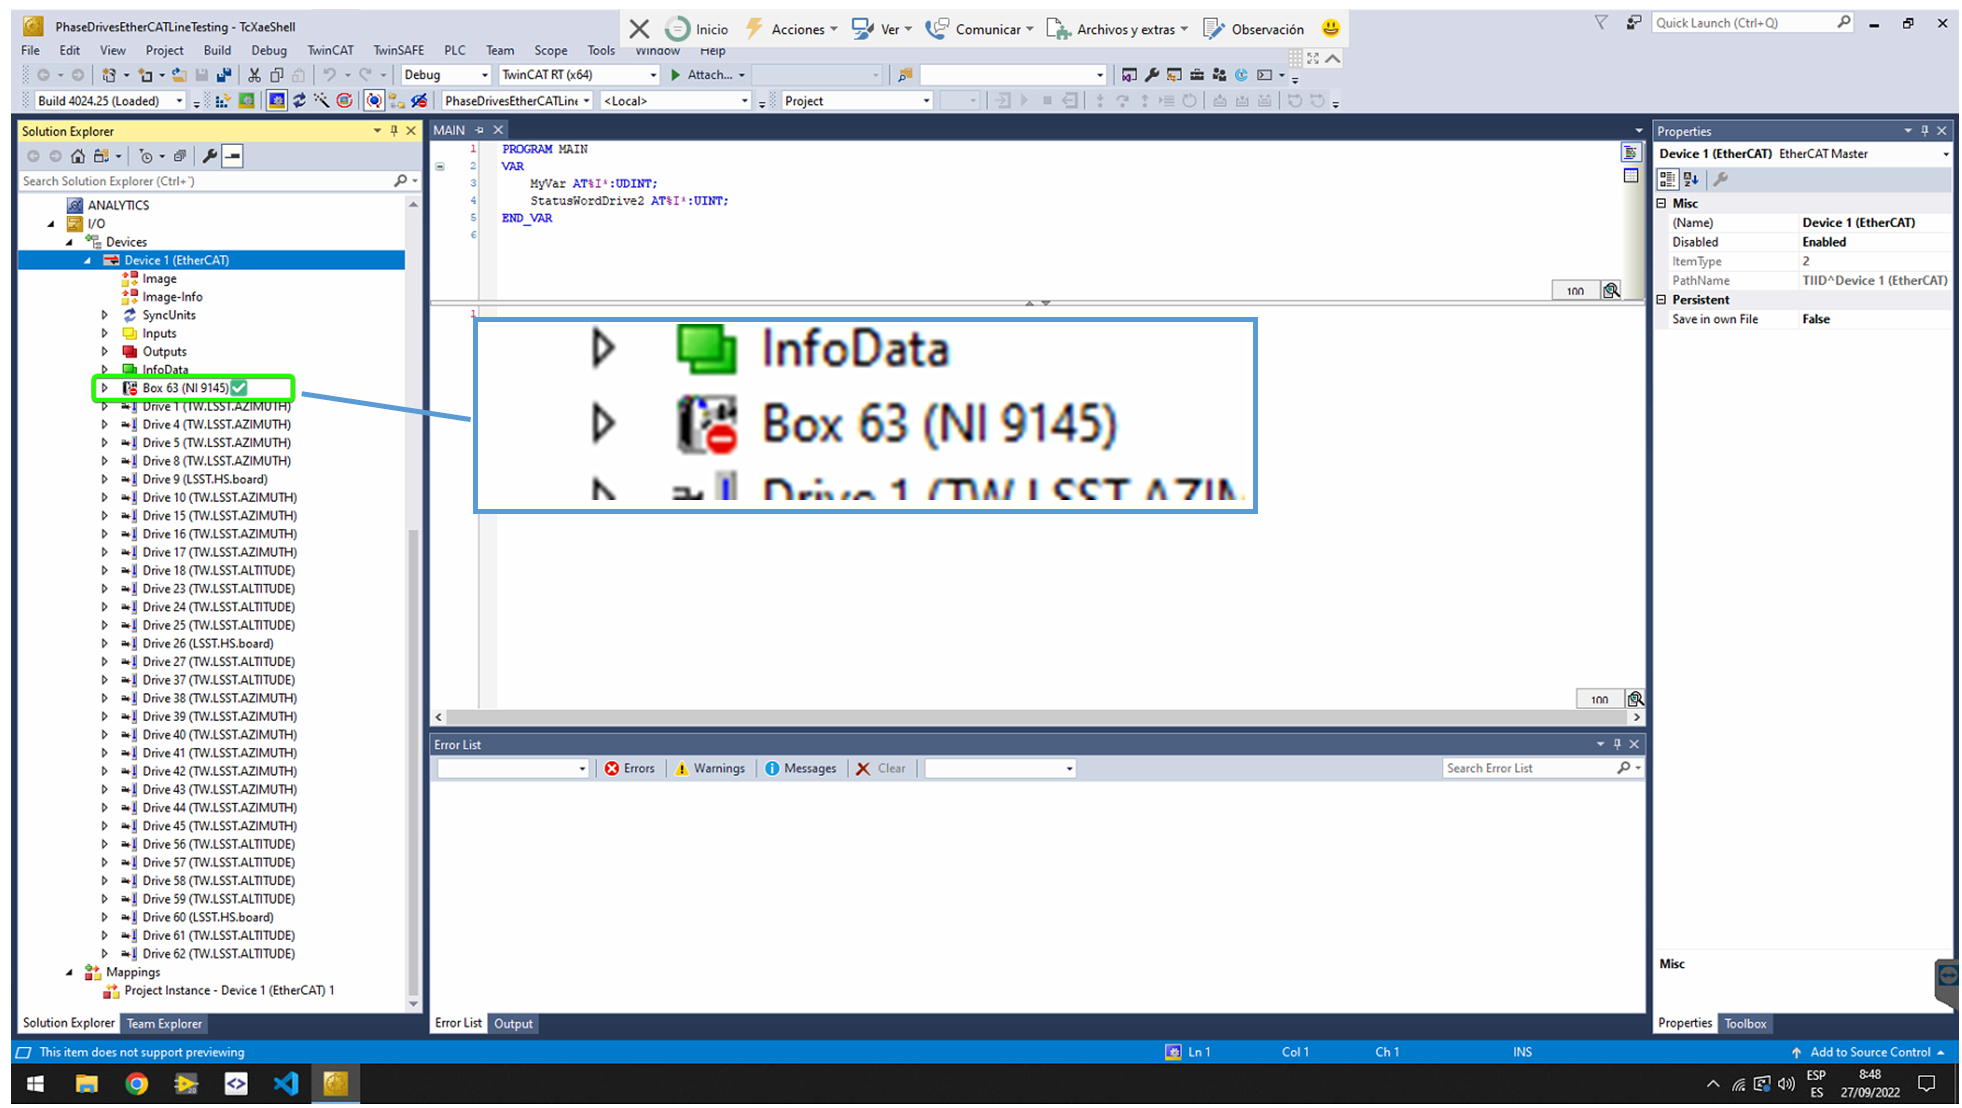 PhaseDrivesEtherCATLineTesting - TcXaeShell
Inicio
Acciones
Ver
Comunicar
Archivos y extras
Observación
Quick Launch (Ctrl+Q)
File Edit View Project Build Debug TwinCAT TwinSAFE PLC Team Scope Tools Window Help
Debug
TwinCAT RT (x64)
Attach...
Build 4024.25 (Loaded)
<Local>
Project
Solution Explorer
Search Solution Explorer (Ctrl+¨)
ANALYTICS
I/O
Devices
Device 1 (EtherCAT)
Image
Image-Info
SyncUnits
Inputs
Outputs
InfoData
Box 63 (NI 9145)
Drive 1 (TW.LSST.AZIMUTH)
Drive 4 (TW.LSST.AZIMUTH)
Drive 5 (TW.LSST.AZIMUTH)
Drive 8 (TW.LSST.AZIMUTH)
Drive 9 (LSST.HS.board)
Drive 10 (TW.LSST.AZIMUTH)
Drive 15 (TW.LSST.AZIMUTH)
Drive 16 (TW.LSST.AZIMUTH)
Drive 17 (TW.LSST.AZIMUTH)
Drive 18 (TW.LSST.ALTITUDE)
Drive 23 (TW.LSST.ALTITUDE)
Drive 24 (TW.LSST.ALTITUDE)
Drive 25 (TW.LSST.ALTITUDE)
Drive 26 (LSST.HS.board)
Drive 27 (TW.LSST.ALTITUDE)
Drive 37 (TW.LSST.ALTITUDE)
Drive 38 (TW.LSST.AZIMUTH)
Drive 39 (TW.LSST.AZIMUTH)
Drive 40 (TW.LSST.AZIMUTH)
Drive 41 (TW.LSST.AZIMUTH)
Drive 42 (TW.LSST.AZIMUTH)
Drive 43 (TW.LSST.AZIMUTH)
Drive 44 (TW.LSST.AZIMUTH)
Drive 45 (TW.LSST.AZIMUTH)
Drive 56 (TW.LSST.ALTITUDE)
Drive 57 (TW.LSST.ALTITUDE)
Drive 58 (TW.LSST.ALTITUDE)
Drive 59 (TW.LSST.ALTITUDE)
Drive 60 (LSST.HS.board)
Drive 61 (TW.LSST.ALTITUDE)
Drive 62 (TW.LSST.ALTITUDE)
Mappings
Project Instance - Device 1 (EtherCAT) 1
Solution Explorer
Team Explorer
MAIN
1 PROGRAM MAIN
2 VAR
3 MyVar AT%I*:UDINT;
4 StatusWordDrive2 AT%I*:UINT;
5 END_VAR
6
100
1
InfoData
Box 63 (NI 9145)
Drive 1 (TW.LSST.AZIM
100
Error List
Errors
Warnings
Messages
Clear
Search Error List
Error List
Output
Properties
Device 1 (EtherCAT) EtherCAT Master
Misc
(Name) Device 1 (EtherCAT)
Disabled Enabled
ItemType 2
PathName TIID^Device 1 (EtherCAT)
Persistent
Save in own File False
Misc
Properties
Toolbox
This item does not support previewing
Ln 1
Col 1
Ch 1
INS
Add to Source Control
ESP
ES
8:48
27/09/2022